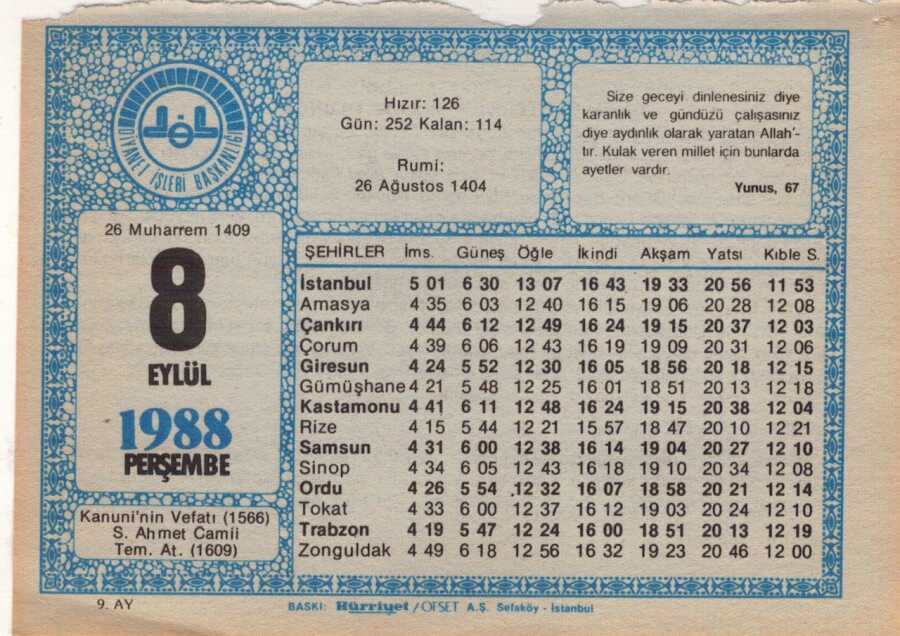 DİYANET İŞLERİ BAŞKANLIĞI
Hızır: 126
Gün: 252 Kalan: 114
Rumi:
26 Ağustos 1404
Size geceyi dinlenesiniz diye
karanlık ve gündüzü çalışasınız
diye aydınlık olarak yaratan Allah'-
tır. Kulak veren millet için bunlarda
ayetler vardır.
Yunus, 67
26 Muharrem 1409
8
EYLÜL
1988
PERŞEMBE
Kanuni'nin Vefatı (1566)
S. Ahmet Camii
Tem. At. (1609)
ŞEHİRLER İms. Güneş Öğle İkindi Akşam Yatsı Kıble S.
İstanbul 5 01 6 30 13 07 16 43 19 33 20 56 11 53
Amasya 4 35 6 03 12 40 16 15 19 06 20 28 12 08
Çankırı 4 44 6 12 12 49 16 24 19 15 20 37 12 03
Çorum 4 39 6 06 12 43 16 19 19 09 20 31 12 06
Giresun 4 24 5 52 12 30 16 05 18 56 20 18 12 15
Gümüşhane 4 21 5 48 12 25 16 01 18 51 20 13 12 18
Kastamonu 4 41 6 11 12 48 16 24 19 15 20 38 12 04
Rize 4 15 5 44 12 21 15 57 18 47 20 10 12 21
Samsun 4 31 6 00 12 38 16 14 19 04 20 27 12 10
Sinop 4 34 6 05 12 43 16 18 19 10 20 34 12 08
Ordu 4 26 5 54 12 32 16 07 18 58 20 21 12 14
Tokat 4 33 6 00 12 37 16 12 19 03 20 24 12 10
Trabzon 4 19 5 47 12 24 16 00 18 51 20 13 12 19
Zonguldak 4 49 6 18 12 56 16 32 19 23 20 46 12 00
9. AY
BASKI: Hürriyet / OFSET A.Ş. Sefaköy - İstanbul